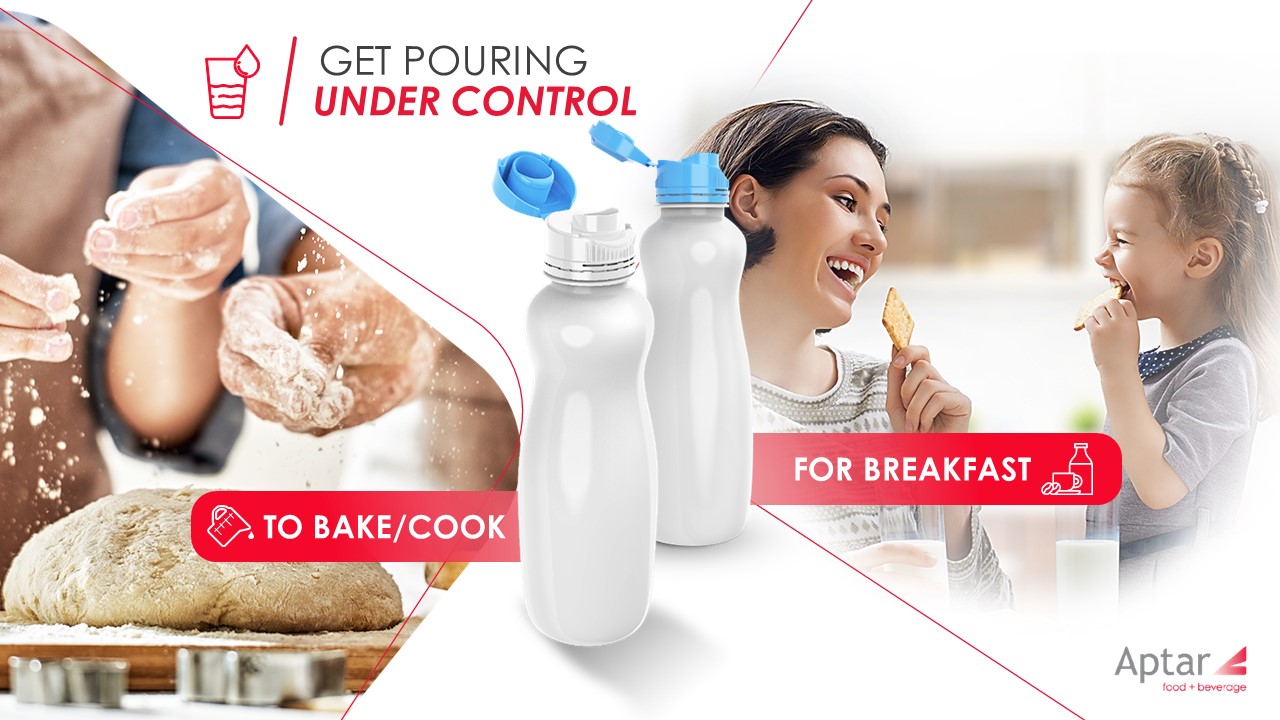 GET POURING
UNDER CONTROL
FOR BREAKFAST
TO BAKE/COOK
Aptar
food + beverage